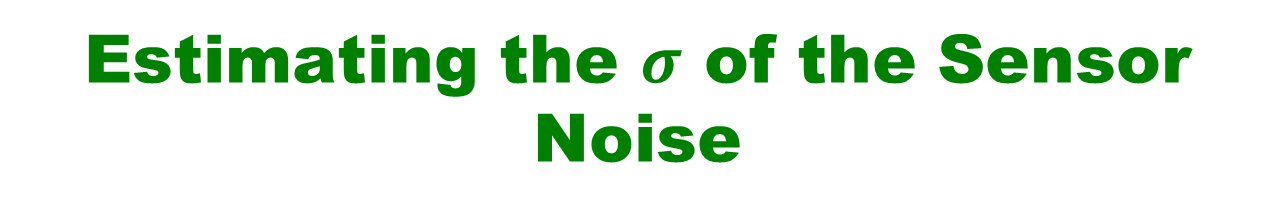 Estimating the σ of the Sensor
Noise